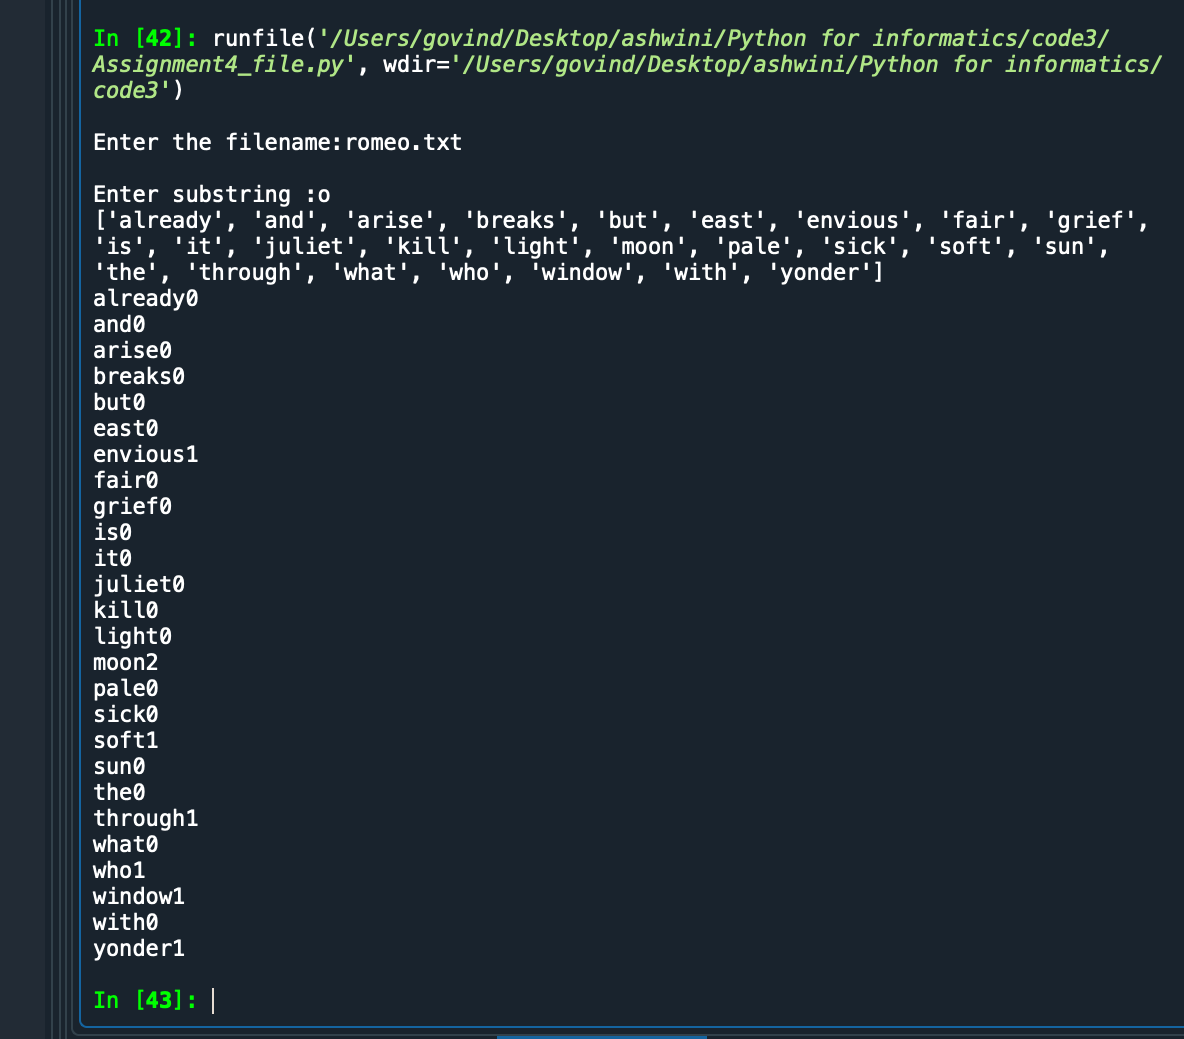 In [42]: runfile('/Users/govind/Desktop/ashwini/Python for informatics/code3/
Assignment4_file.py', wdir='/Users/govind/Desktop/ashwini/Python for informatics/
code3')
Enter the filename:romeo.txt
Enter substring :o
['already', 'and', 'arise', 'breaks', 'but', 'east', 'envious', 'fair', 'grief',
'is', 'it', 'juliet', 'kill', 'light', 'moon', 'pale', 'sick', 'soft', 'sun',
'the', 'through', 'what', 'who', 'window', 'with', 'yonder']
already0
and0
arise0
breaks0
but0
east0
envious1
fair0
grief0
is0
it0
juliet0
kill0
light0
moon2
pale0
sick0
soft1
sun0
the0
through1
what0
who1
window1
with0
yonder1
In [43]: